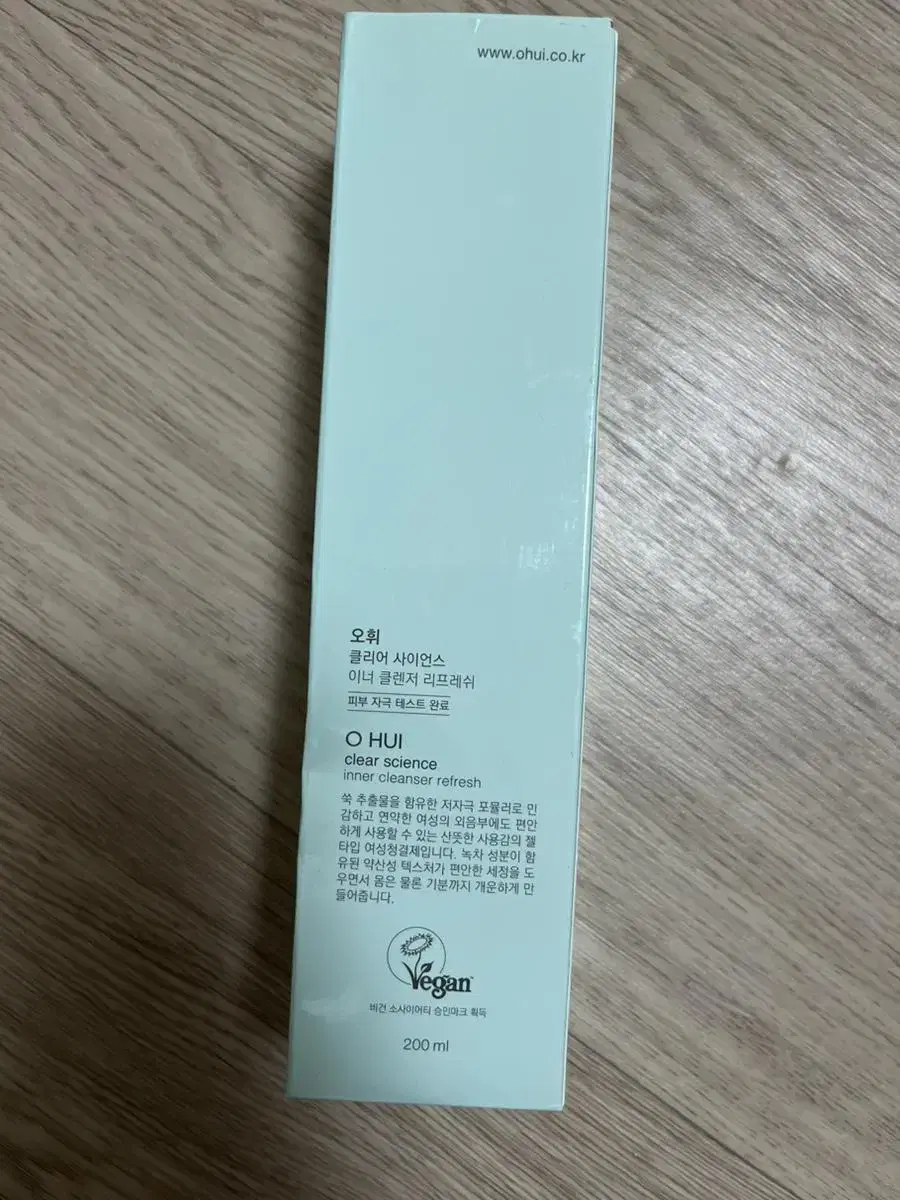 www.ohui.co.kr
오휘
클리어 사이언스
이너 클렌저 리프레쉬
피부 자극 테스트 완료
O HUI
clear science
inner cleanser refresh
쑥 추출물을 함유한 저자극 포뮬러로 민
감하고 연약한 여성의 외음부에도 편안
하게 사용할 수 있는 산뜻한 사용감의 젤
타입 여성청결제입니다. 녹차 성분이 함
유된 약산성 텍스처가 편안한 세정을 도
우면서 몸은 물론 기분까지 개운하게 만
들어줍니다.
Vegan™
비건 소사이어티 승인마크 획득
200 ml